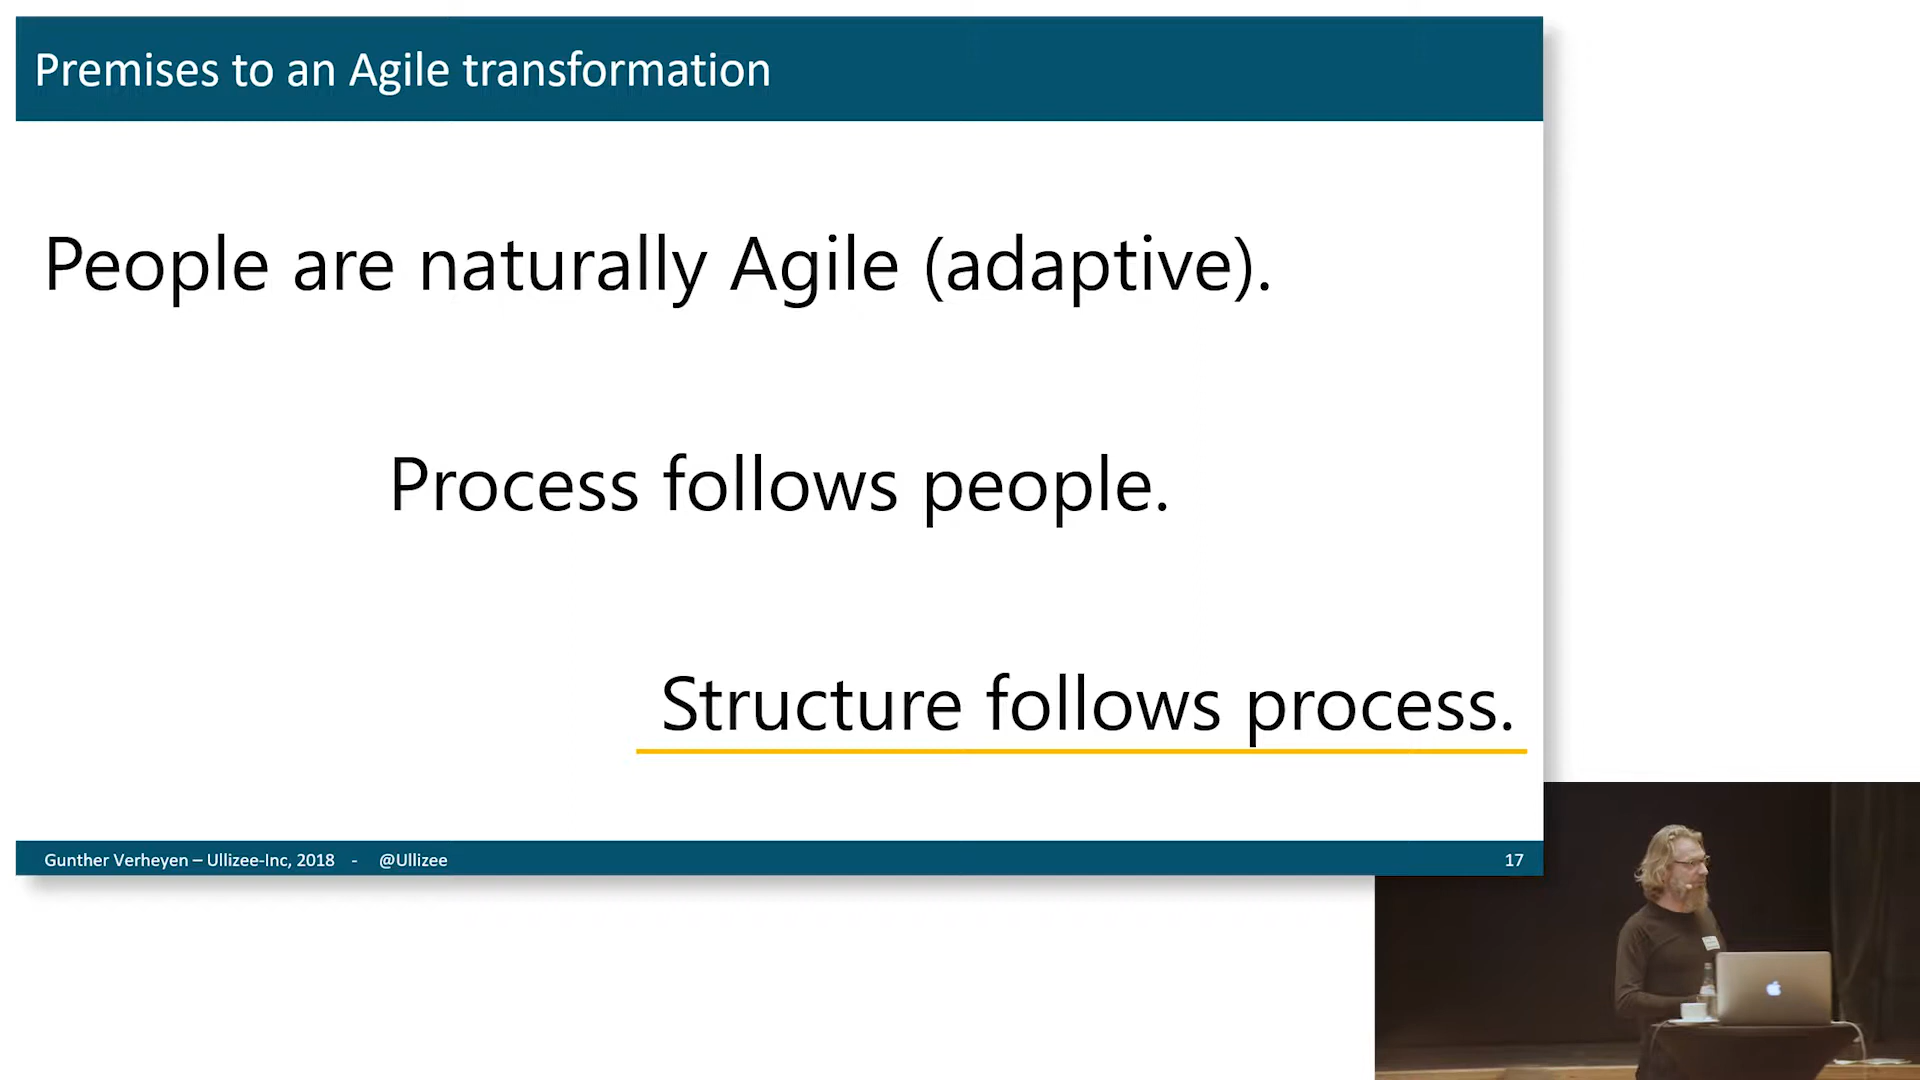 Premises to an Agile transformation
People are naturally Agile (adaptive).
Process follows people.
Structure follows process.
Gunther Verheyen – Ullizee-Inc, 2018 - @Ullizee
17